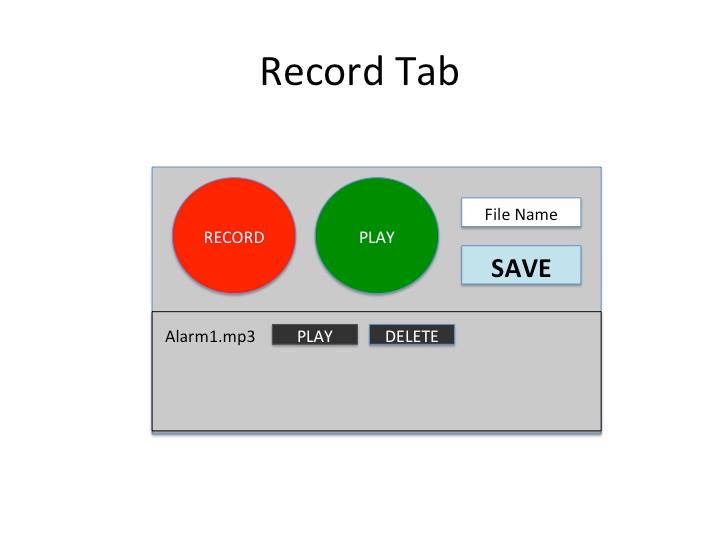 Record Tab
RECORD
PLAY
File Name
SAVE
Alarm1.mp3
PLAY
DELETE